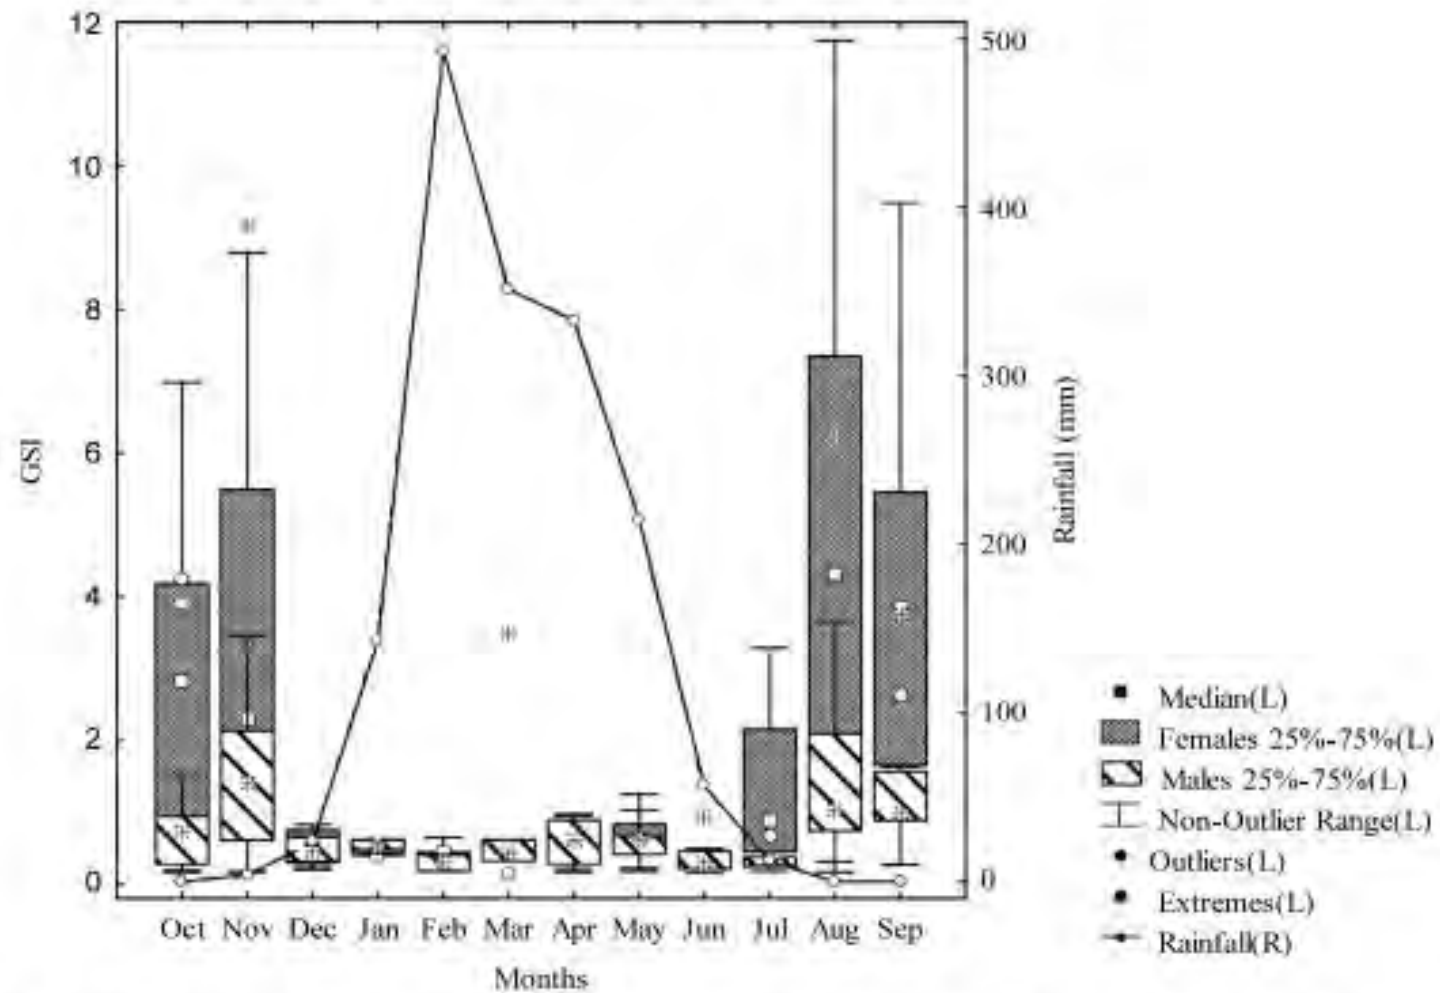 12
10
8
6
4
2
0
GSI
500
400
300
200
100
0
Rainfall (mm)
Oct Nov Dec Jan Feb Mar Apr May Jun Jul Aug Sep
Months
Median(L)
Females 25%-75%(L)
Males 25%-75%(L)
Non-Outlier Range(L)
Outliers(L)
Extremes(L)
Rainfall(R)